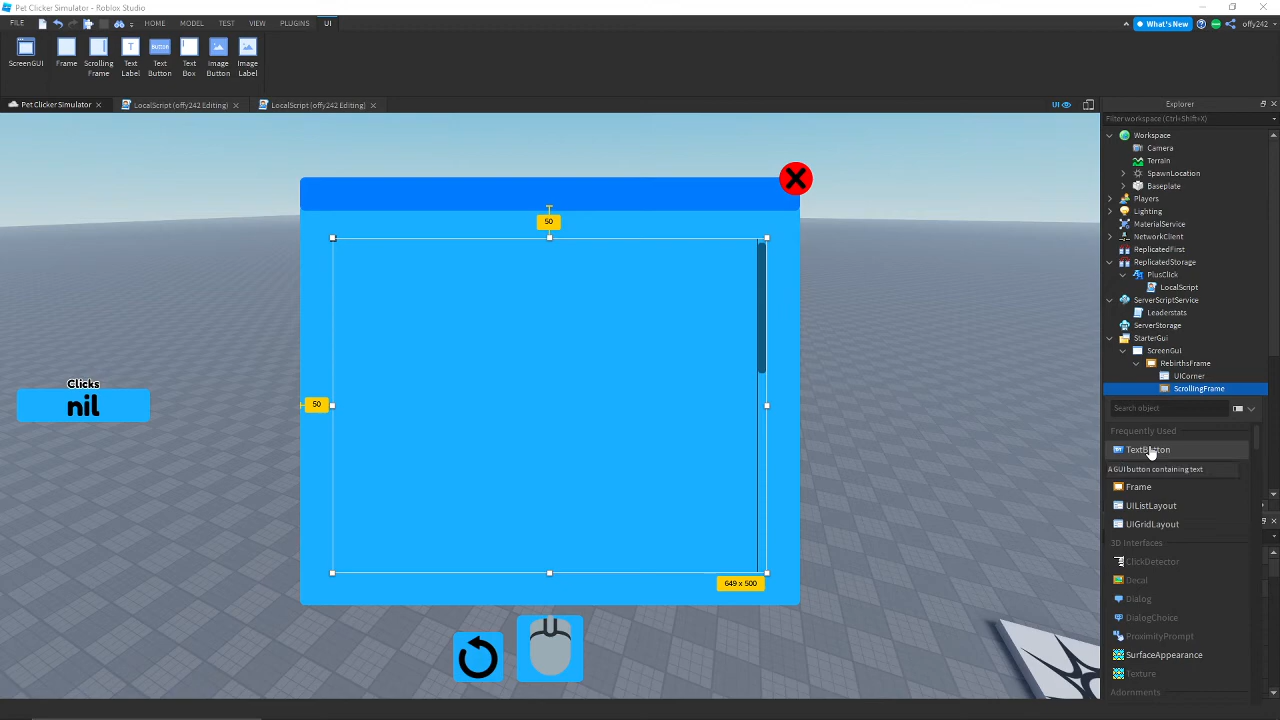 Pet Clicker Simulator - Roblox Studio
FILE
HOME
MODEL
TEST
VIEW
PLUGINS
UI
What's New
offy242
ScreenGUI
Frame
Scrolling Frame
Text Label
Button
Text Button
Text Box
Image Button
Image Label
Pet Clicker Simulator
LocalScript (offy242 Editing)
LocalScript (offy242 Editing)
UI
Explorer
Filter workspace (Ctrl+Shift+X)
Workspace
Camera
Terrain
SpawnLocation
Baseplate
Players
Lighting
MaterialService
NetworkClient
ReplicatedFirst
ReplicatedStorage
PlusClick
LocalScript
ServerScriptService
Leaderstats
ServerStorage
StarterGui
ScreenGui
RebirthsFrame
UICorner
ScrollingFrame
Search object
Frequently Used
TextButton
A GUI button containing text
Frame
UIListLayout
UIGridLayout
3D Interfaces
ClickDetector
Decal
Dialog
DialogChoice
ProximityPrompt
SurfaceAppearance
Texture
Adornments
50
50
649 x 500
Clicks
nil